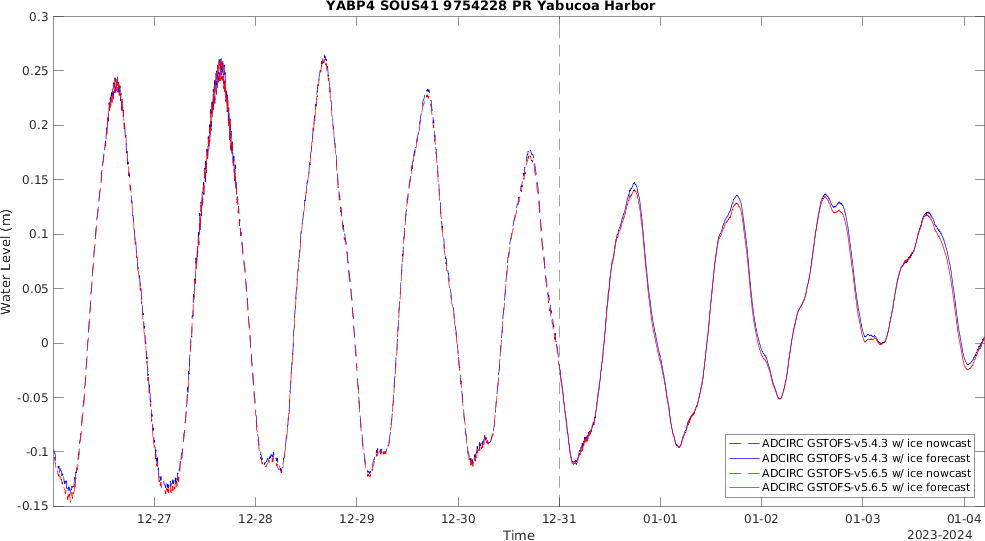 YABP4 SOUS41 9754228 PR Yabucoa Harbor
0.3
0.25
0.2
0.15
0.1
0.05
0
-0.05
-0.1
-0.15
Water Level (m)
12-27
12-28
12-29
12-30
12-31
01-01
01-02
01-03
01-04
Time
2023-2024
ADCIRC GSTOFS-v5.4.3 w/ ice nowcast
ADCIRC GSTOFS-v5.4.3 w/ ice forecast
ADCIRC GSTOFS-v5.6.5 w/ ice nowcast
ADCIRC GSTOFS-v5.6.5 w/ ice forecast